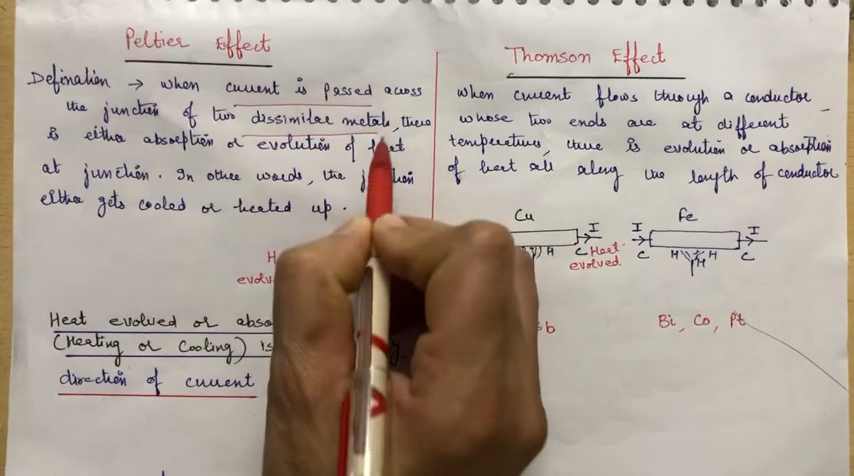 Peltier Effect
Defination → when current is passed across
the junction of two dissimilar metals, there
is either absorption or evolution of heat
at junction. In other words, the junction
either gets cooled or heated up.
H
evolved
Heat evolved or abso
(Heating or Cooling) is
direction of current
Thomson Effect
when current flows through a conductor
whose two ends are at different
temperatures, there is evolution or absorption
of heat all along the length of conductor
Cu
I
H C Heat
evolved.
Fe
I I
C H H H C
sb
Bi, Co, Pt